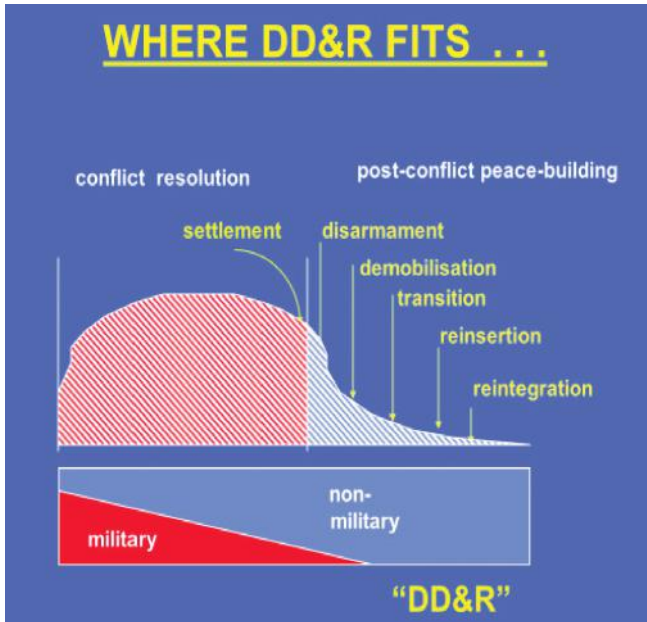 WHERE DD&R FITS . . .
conflict resolution
post-conflict peace-building
settlement
disarmament
demobilisation
transition
reinsertion
reintegration
non-
military
military
“DD&R”